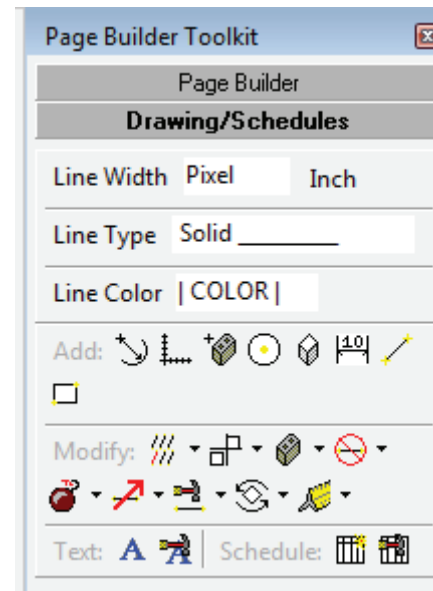 Page Builder Toolkit
Page Builder
Drawing/Schedules
Line Width Pixel Inch
Line Type Solid ________
Line Color | COLOR |
Add: 10
Modify:
Text: A A Schedule: